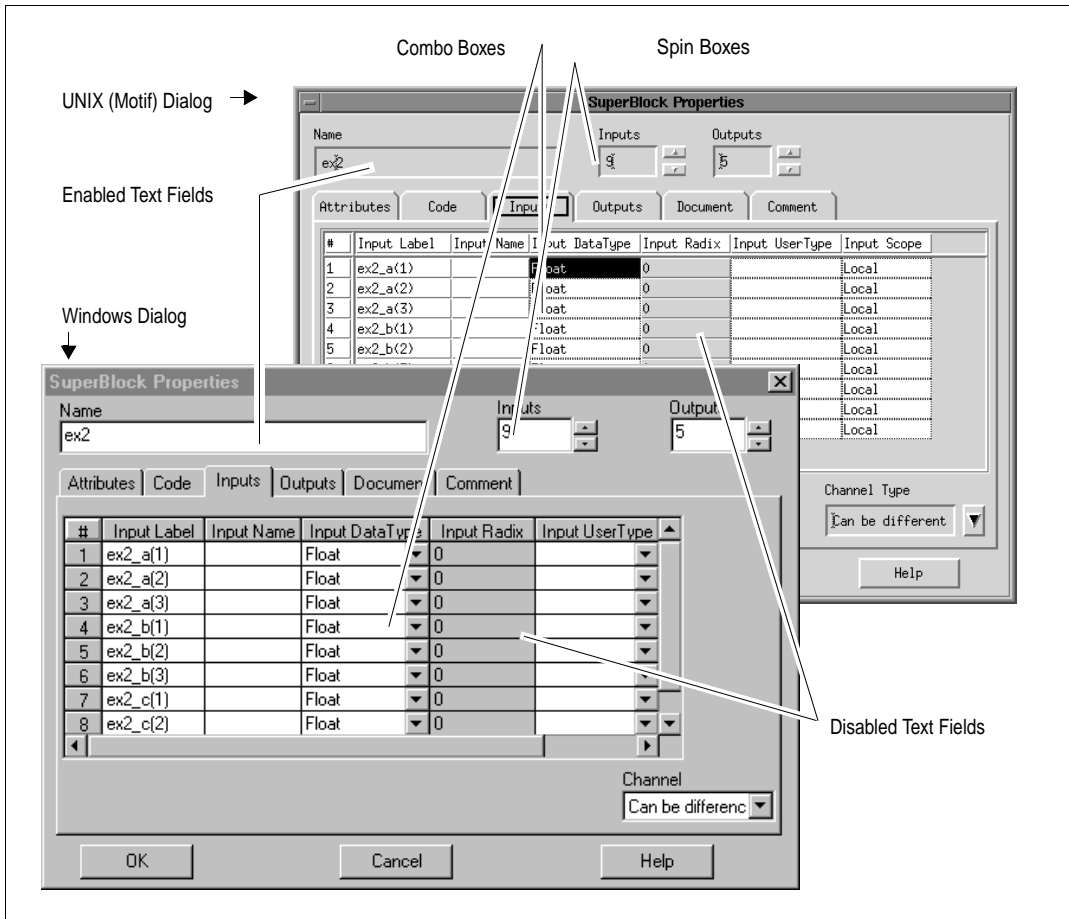 Combo Boxes Spin Boxes
UNIX (Motif) Dialog
SuperBlock Properties
Name Inputs Outputs
ex2 9 5
Enabled Text Fields
Attributes Code Inputs Outputs Document Comment
# Input Label Input Name Input DataType Input Radix Input UserType Input Scope
1 ex2_a(1) Float 0 Local
2 ex2_a(2) Float 0 Local
3 ex2_a(3) Float 0 Local
4 ex2_b(1) Float 0 Local
5 ex2_b(2) Float 0 Local
Local
Local
Local
Local
Channel Type
Can be different
Help
Windows Dialog
SuperBlock Properties
Name Inputs Outputs
ex2 9 5
Attributes Code Inputs Outputs Document Comment
# Input Label Input Name Input DataType Input Radix Input UserType
1 ex2_a(1) Float 0
2 ex2_a(2) Float 0
3 ex2_a(3) Float 0
4 ex2_b(1) Float 0
5 ex2_b(2) Float 0
6 ex2_b(3) Float 0
7 ex2_c(1) Float 0
8 ex2_c(2) Float 0
Disabled Text Fields
Channel
Can be differenc
OK Cancel Help